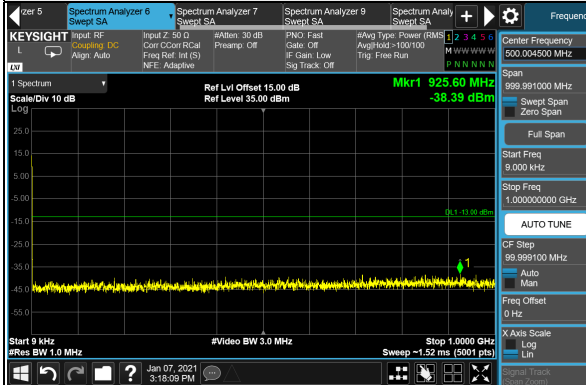 yzer 5
Spectrum Analyzer 6
Swept SA
Spectrum Analyzer 7
Swept SA
Spectrum Analyzer 9
Swept SA
Spectrum Analy
Swept SA
Frequen
KEYSIGHT
L
LXI
Input: RF
Coupling: DC
Align: Auto
Input Z: 50 Ω
Corr CCorr RCal
Freq Ref: Int (S)
NFE: Adaptive
#Atten: 30 dB
Preamp: Off
PNO: Fast
Gate: Off
IF Gain: Low
Sig Track: Off
#Avg Type: Power (RMS
Avg|Hold:>100/100
Trig: Free Run
1 2 3 4 5 6
M W W W W W
P N N N N N
1 Spectrum
Scale/Div 10 dB
Log
Ref Lvl Offset 15.00 dB
Ref Level 35.00 dBm
Mkr1 925.60 MHz
-38.39 dBm
25.0
15.0
5.00
-5.00
-15.0
-25.0
-35.0
-45.0
-55.0
DL1 -13.00 dBm
1
Start 9 kHz
#Res BW 1.0 MHz
#Video BW 3.0 MHz
Stop 1.0000 GHz
Sweep ~1.52 ms (5001 pts)
Jan 07, 2021
3:18:09 PM
Center Frequency
500.004500 MHz
Span
999.991000 MHz
Swept Span
Zero Span
Full Span
Start Freq
9.000 kHz
Stop Freq
1.000000000 GHz
AUTO TUNE
CF Step
99.999100 MHz
Auto
Man
Freq Offset
0 Hz
X Axis Scale
Log
Lin
Signal Track
(Span Zoom)